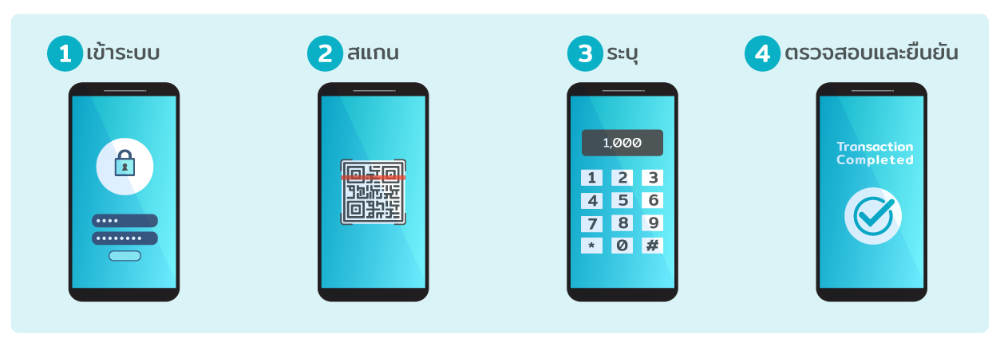 1 เข้าระบบ
2 สแกน
3 ระบุ
4 ตรวจสอบและยืนยัน
1,000
1 2 3
4 5 6
7 8 9
* 0 #
Transaction
Completed